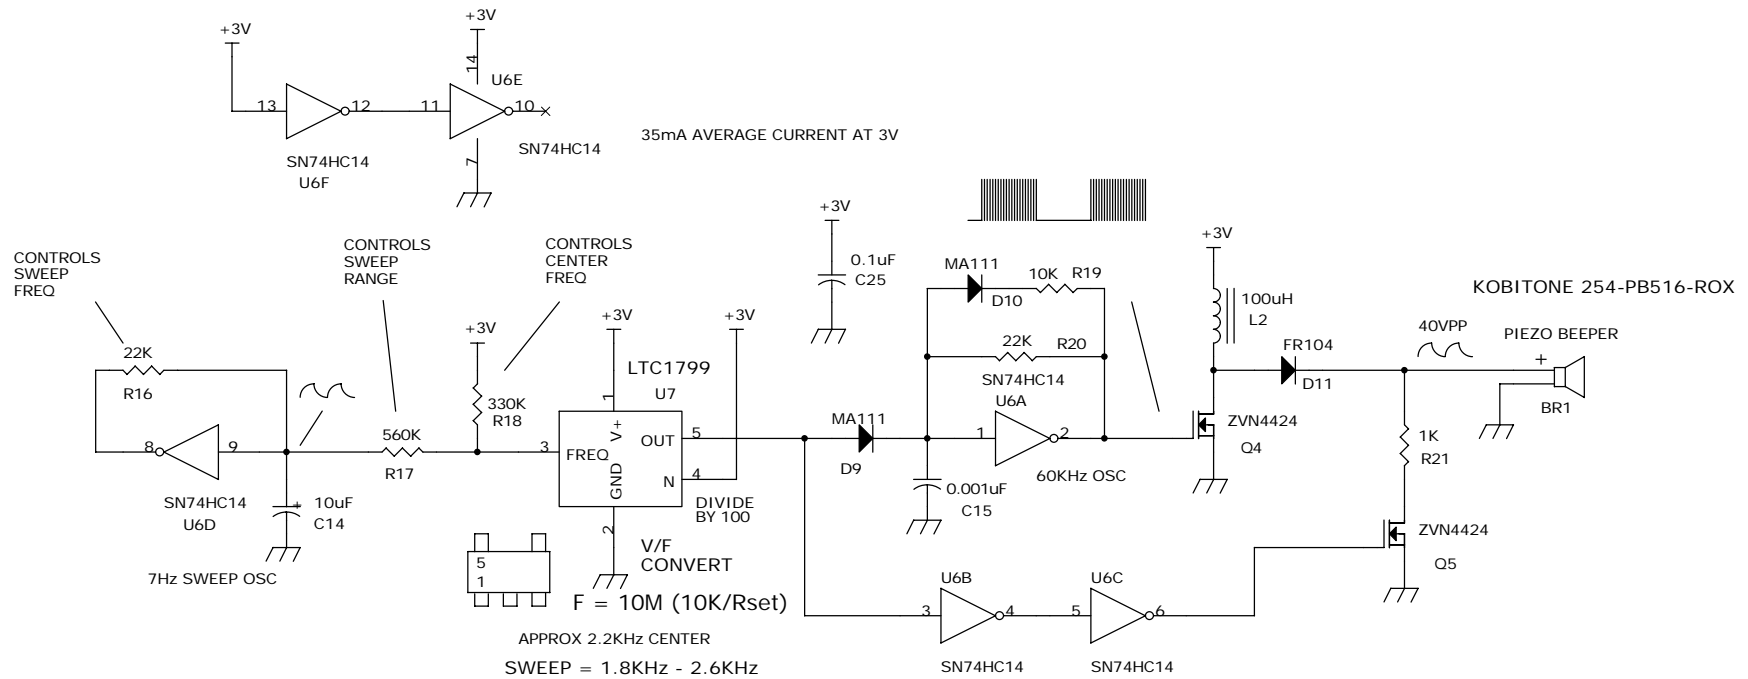 +3V
+3V
14
U6E
13
12
11
10
SN74HC14
U6F
7
SN74HC14
35mA AVERAGE CURRENT AT 3V
+3V
0.1uF
C25
CONTROLS
SWEEP
FREQ
CONTROLS
SWEEP
RANGE
CONTROLS
CENTER
FREQ
22K
R16
8
9
SN74HC14
U6D
10uF
+
C14
7Hz SWEEP OSC
560K
R17
+3V
330K
R18
+3V
+3V
LTC1799
U7
1
V+
3
FREQ
OUT
5
GND
N
4
2
DIVIDE
BY 100
5
1
V/F
CONVERT
F = 10M (10K/Rset)
APPROX 2.2KHz CENTER
SWEEP = 1.8KHz - 2.6KHz
MA111
D9
MA111
D10
10K
R19
22K
R20
SN74HC14
U6A
1
2
60KHz OSC
0.001uF
C15
U6B
3
4
SN74HC14
U6C
5
6
SN74HC14
+3V
100uH
L2
ZVN4424
Q4
FR104
D11
40VPP
KOBITONE 254-PB516-ROX
PIEZO BEEPER
+
BR1
1K
R21
ZVN4424
Q5